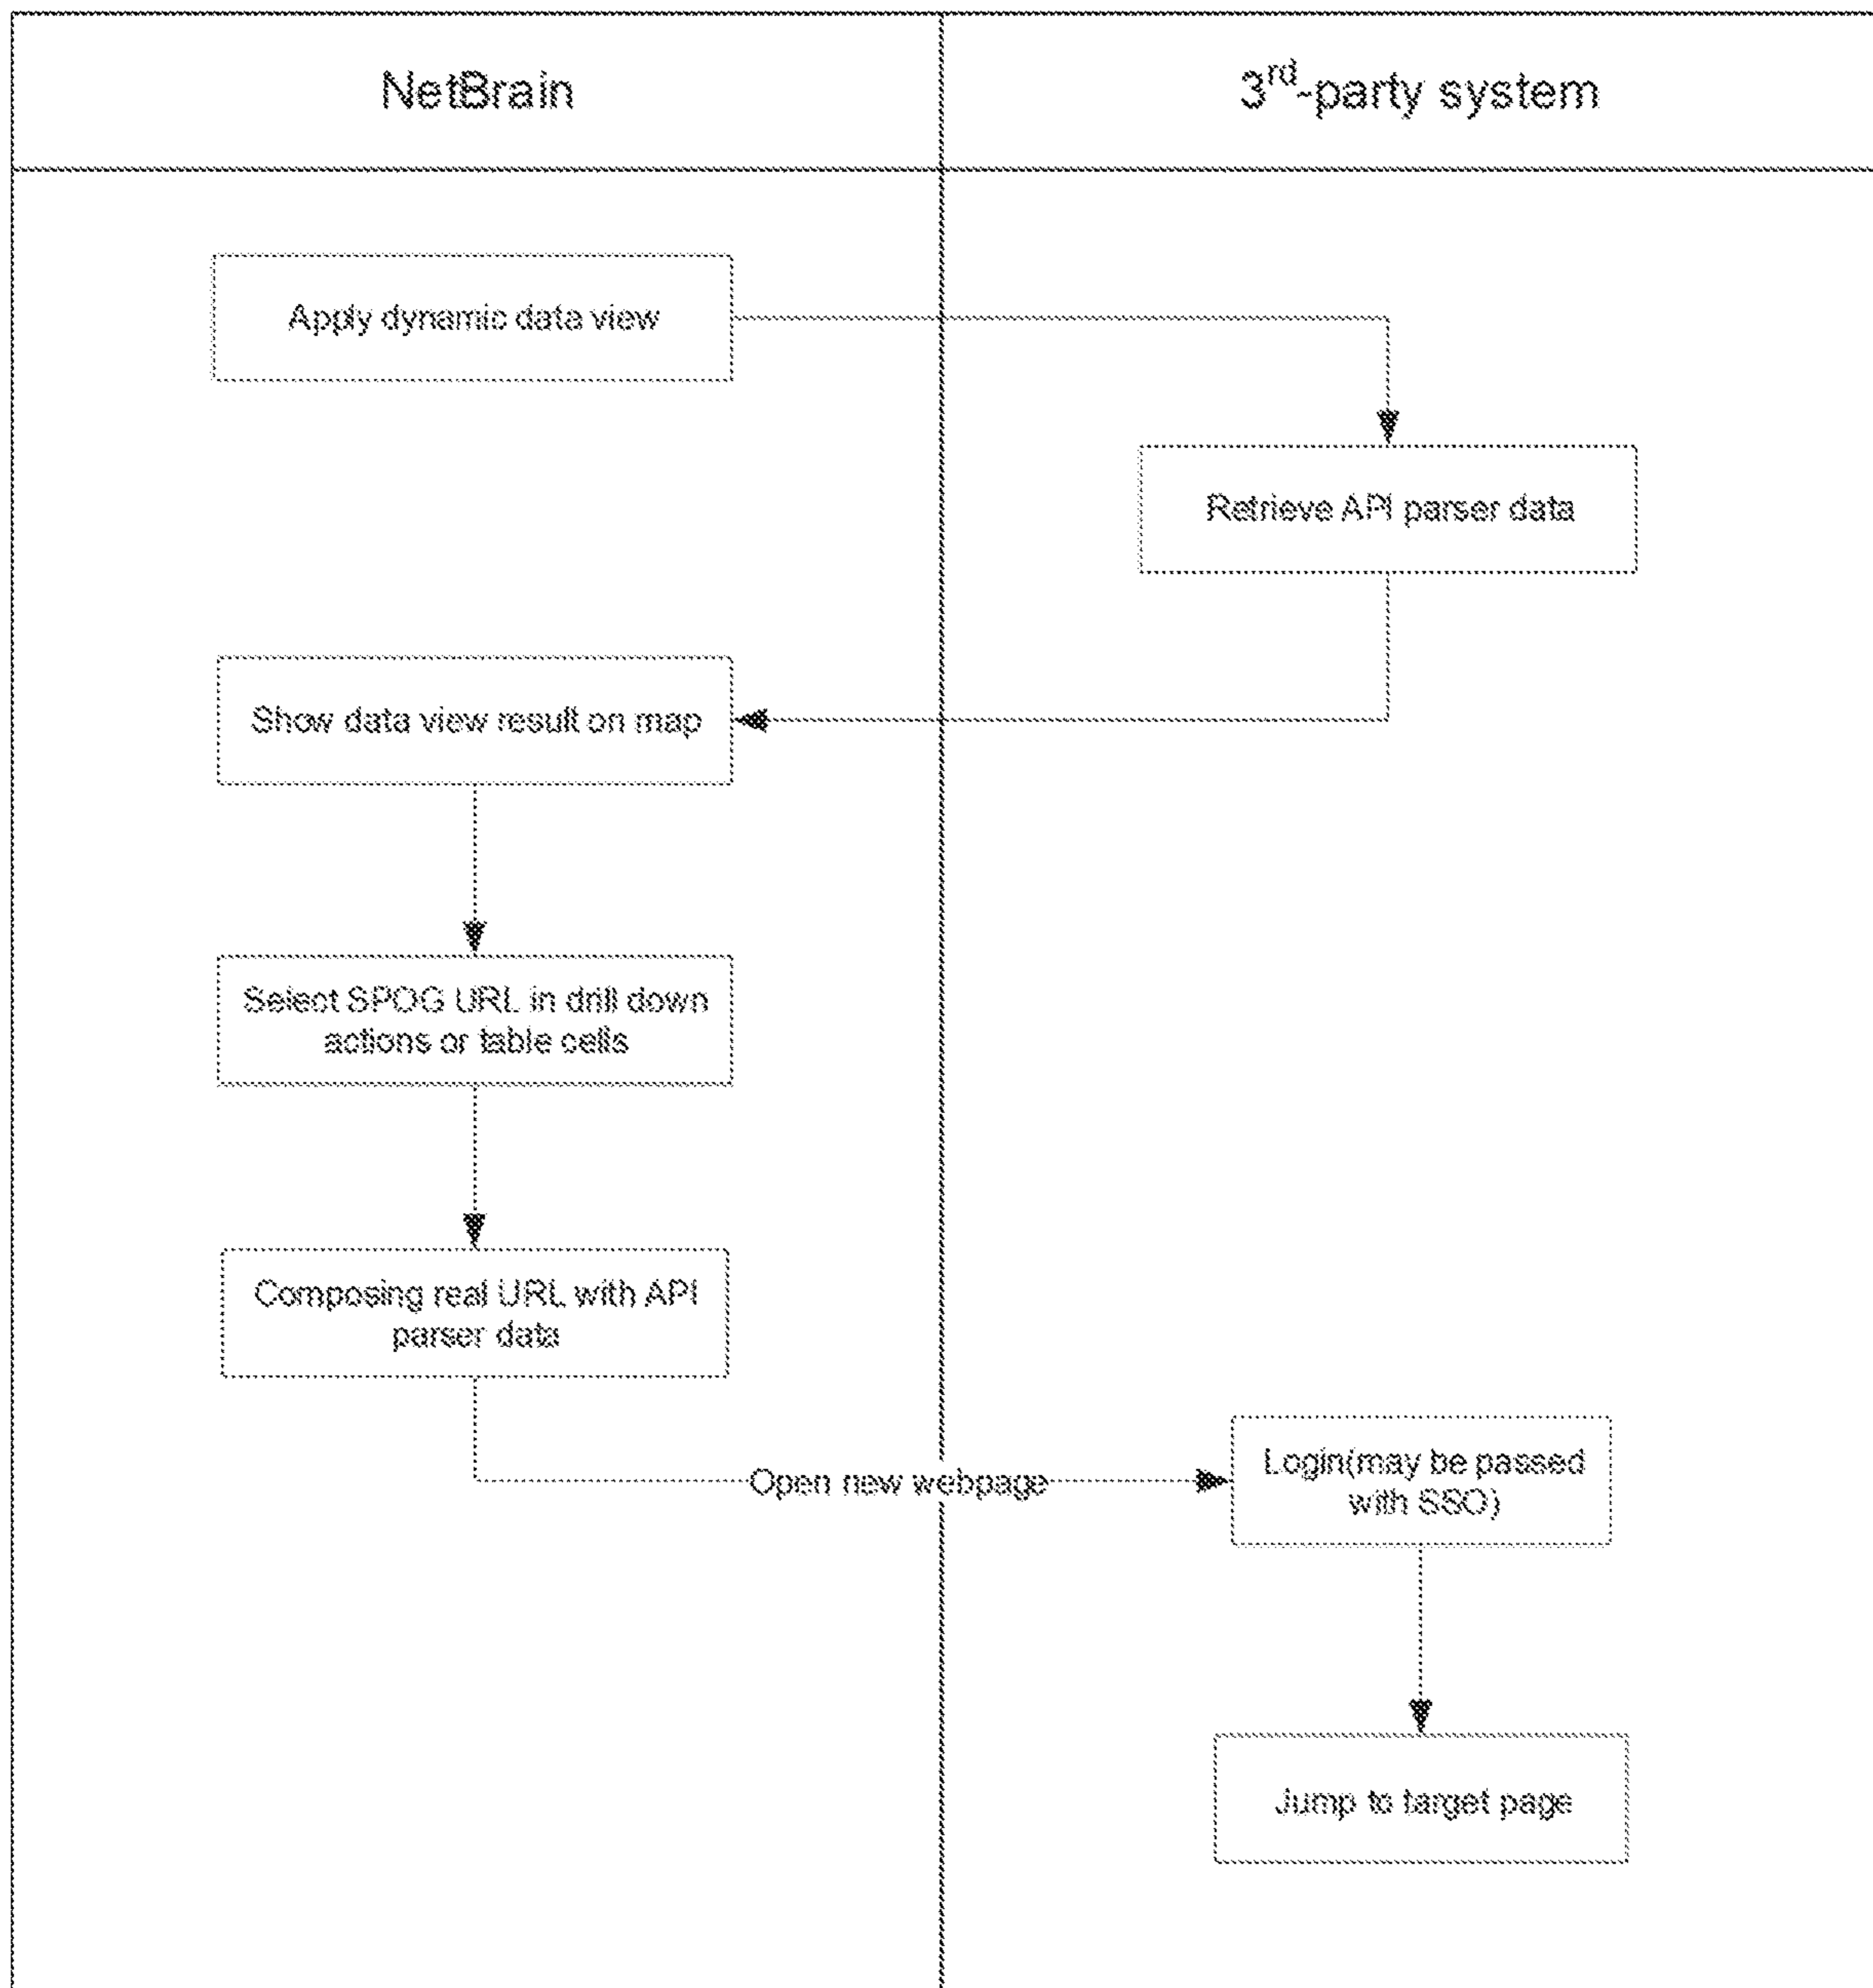 NetBrain
3rd-party system
Apply dynamic data view
Retrieve API parser data
Show data view result on map
Select SPOG URL in drill down
actions or table cells
Composing real URL with API
parser data
Open new webpage
Login(may be passed
with SSO)
Jump to target page